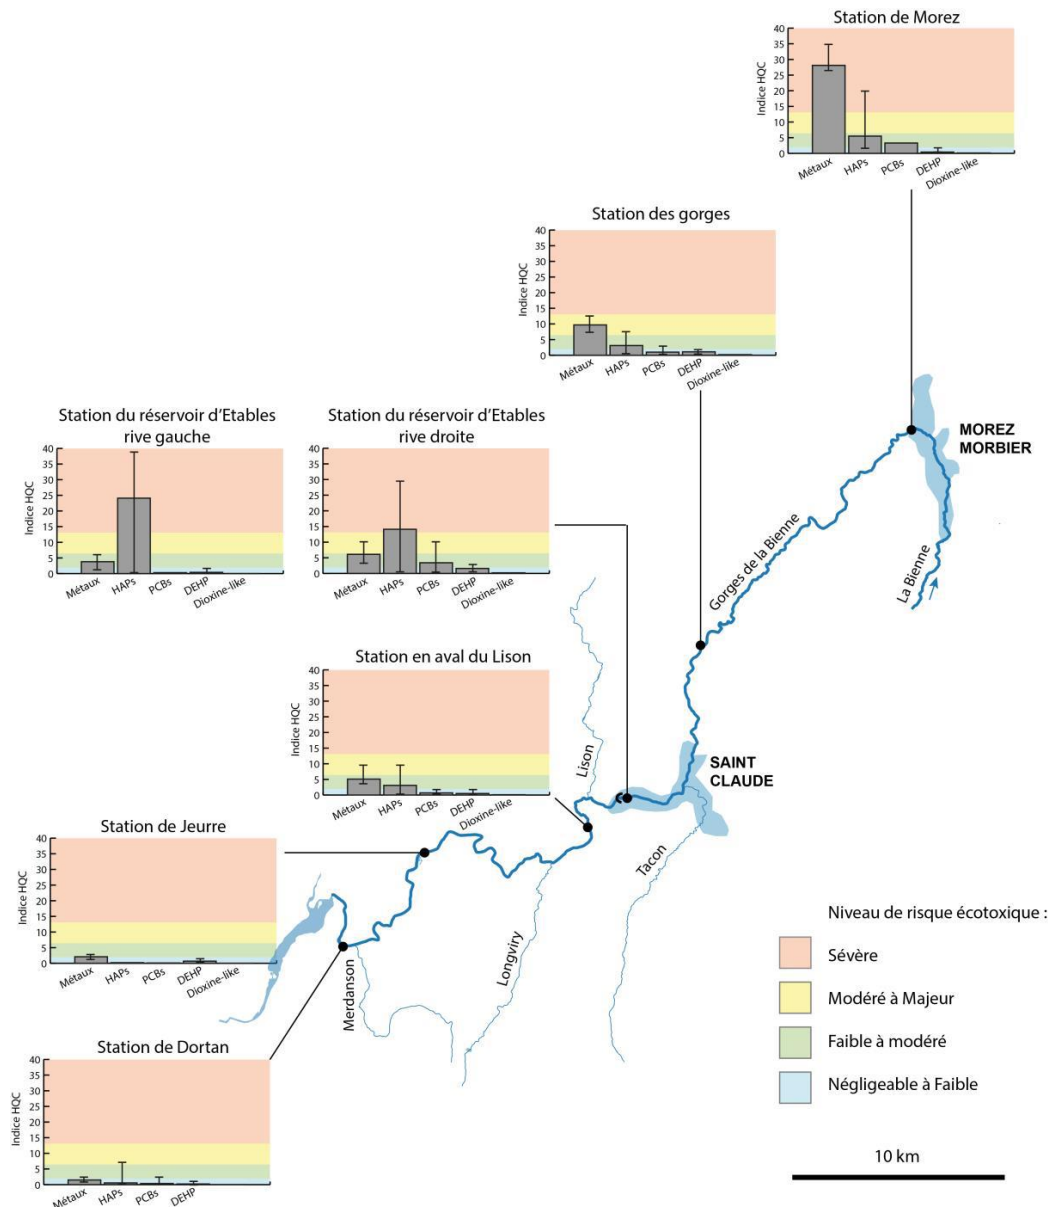 Station de Morez
Indice HQC
40
35
30
25
20
15
10
5
0
Métaux
HAPs
PCBs
DEHP
Dioxine-like
Station des gorges
Indice HQC
40
35
30
25
20
15
10
5
0
Métaux
HAPs
PCBs
DEHP
Dioxine-like
Station du réservoir d'Etables
rive gauche
Indice HQC
40
35
30
25
20
15
10
5
0
Métaux
HAPs
PCBs
DEHP
Dioxine-like
Station du réservoir d'Etables
rive droite
Indice HQC
40
35
30
25
20
15
10
5
0
Métaux
HAPs
PCBs
DEHP
Dioxine-like
MOREZ
MORBIER
Gorges de la Bienne
La Bienne
Station en aval du Lison
Indice HQC
40
35
30
25
20
15
10
5
0
Métaux
HAPs
PCBs
DEHP
Dioxine-like
Lison
SAINT
CLAUDE
Tacon
Station de Jeurre
Indice HQC
40
35
30
25
20
15
10
5
0
Métaux
HAPs
PCBs
DEHP
Dioxine-like
Longviry
Merdanson
Station de Dortan
Indice HQC
40
35
30
25
20
15
10
5
0
Métaux
HAPs
PCBs
DEHP
Niveau de risque écotoxique :
Sévère
Modéré à Majeur
Faible à modéré
Négligeable à Faible
10 km